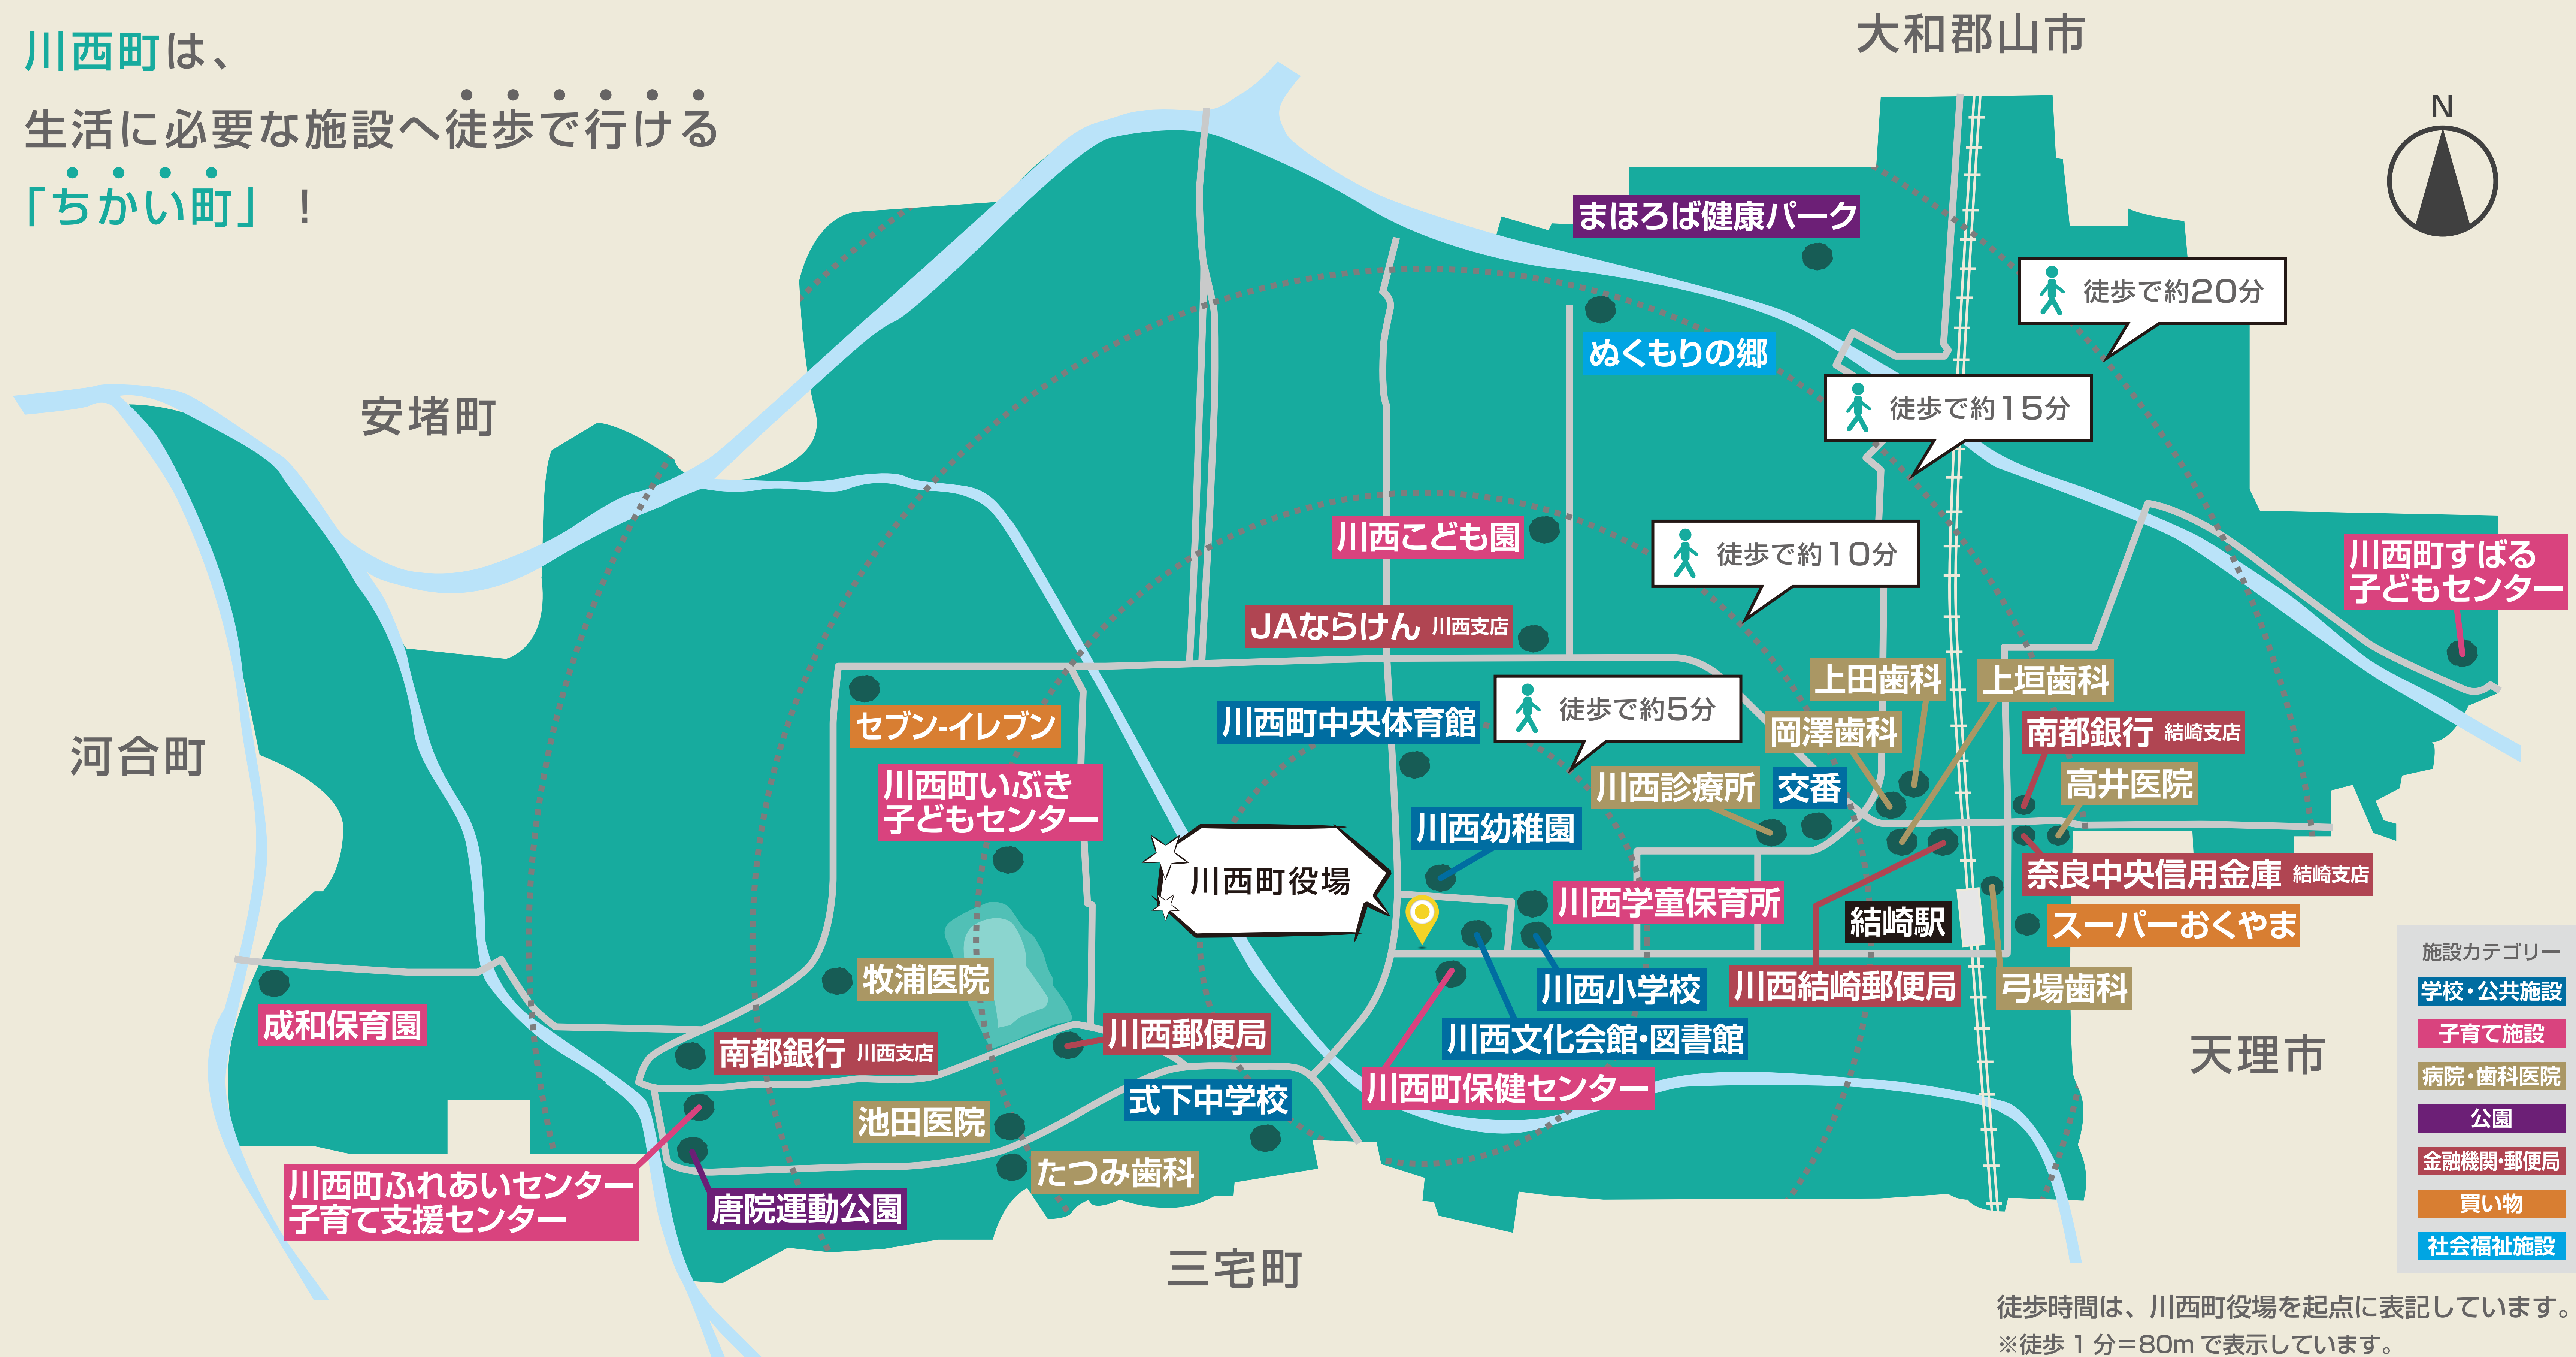 川西町は、
生活に必要な施設へ徒歩で行ける
「ちかい町」！
大和郡山市
N
まほろば健康パーク
徒歩で約20分
ぬくもりの郷
徒歩で約15分
安堵町
川西こども園
徒歩で約10分
川西町すばる
子どもセンター
JAならけん 川西支店
上田歯科
上垣歯科
徒歩で約5分
セブン-イレブン
川西町中央体育館
岡澤歯科
南都銀行 結崎支店
河合町
川西町いぶき
子どもセンター
川西診療所
交番
高井医院
川西幼稚園
川西町役場
川西学童保育所
奈良中央信用金庫 結崎支店
結崎駅
スーパーおくやま
牧浦医院
川西小学校
川西結崎郵便局
弓場歯科
成和保育園
川西郵便局
川西文化会館・図書館
南都銀行 川西支店
天理市
川西町保健センター
式下中学校
池田医院
たつみ歯科
川西町ふれあいセンター
子育て支援センター
唐院運動公園
三宅町
施設カテゴリー
学校・公共施設
子育て施設
病院・歯科医院
公園
金融機関・郵便局
買い物
社会福祉施設
徒歩時間は、川西町役場を起点に表記しています。
※徒歩 1 分＝80m で表示しています。